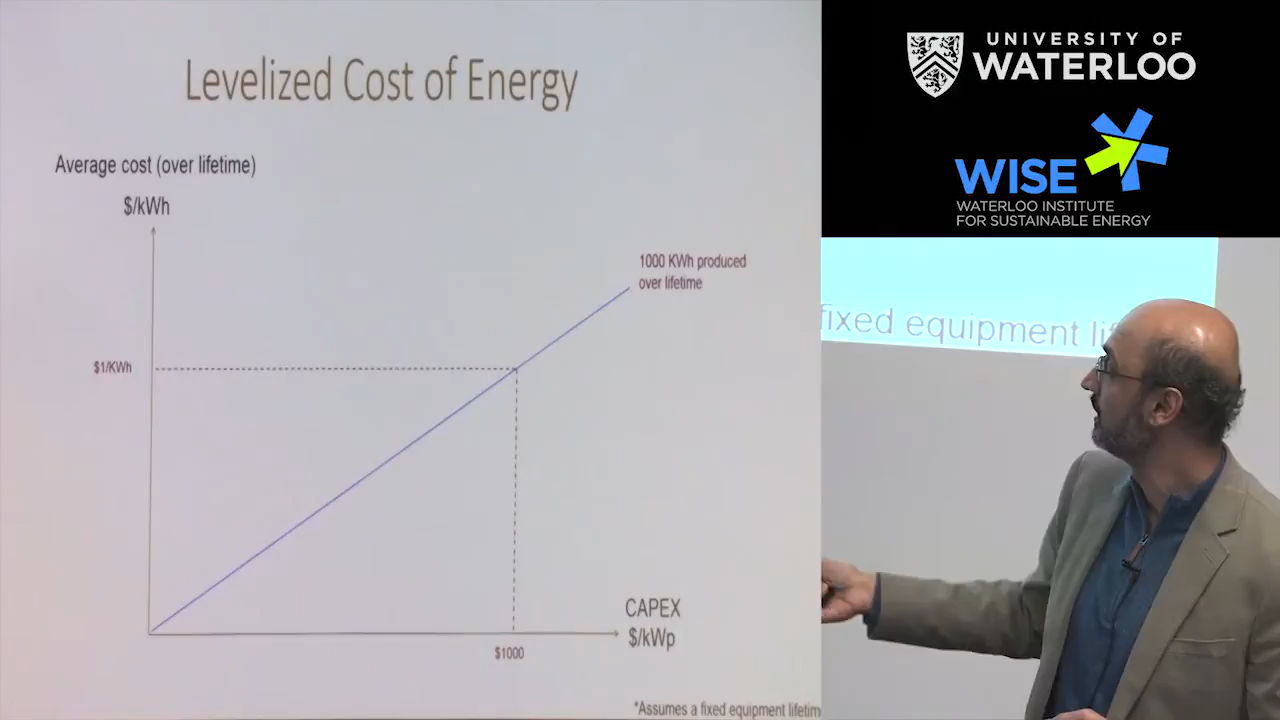 Levelized Cost of Energy
Average cost (over lifetime)
$/kWh
1000 KWh produced
over lifetime
$1/KWh
CAPEX
$/kWp
$1000
*Assumes a fixed equipment lifetim
UNIVERSITY OF
WATERLOO
WISE
WATERLOO INSTITUTE
FOR SUSTAINABLE ENERGY
fixed equipment li